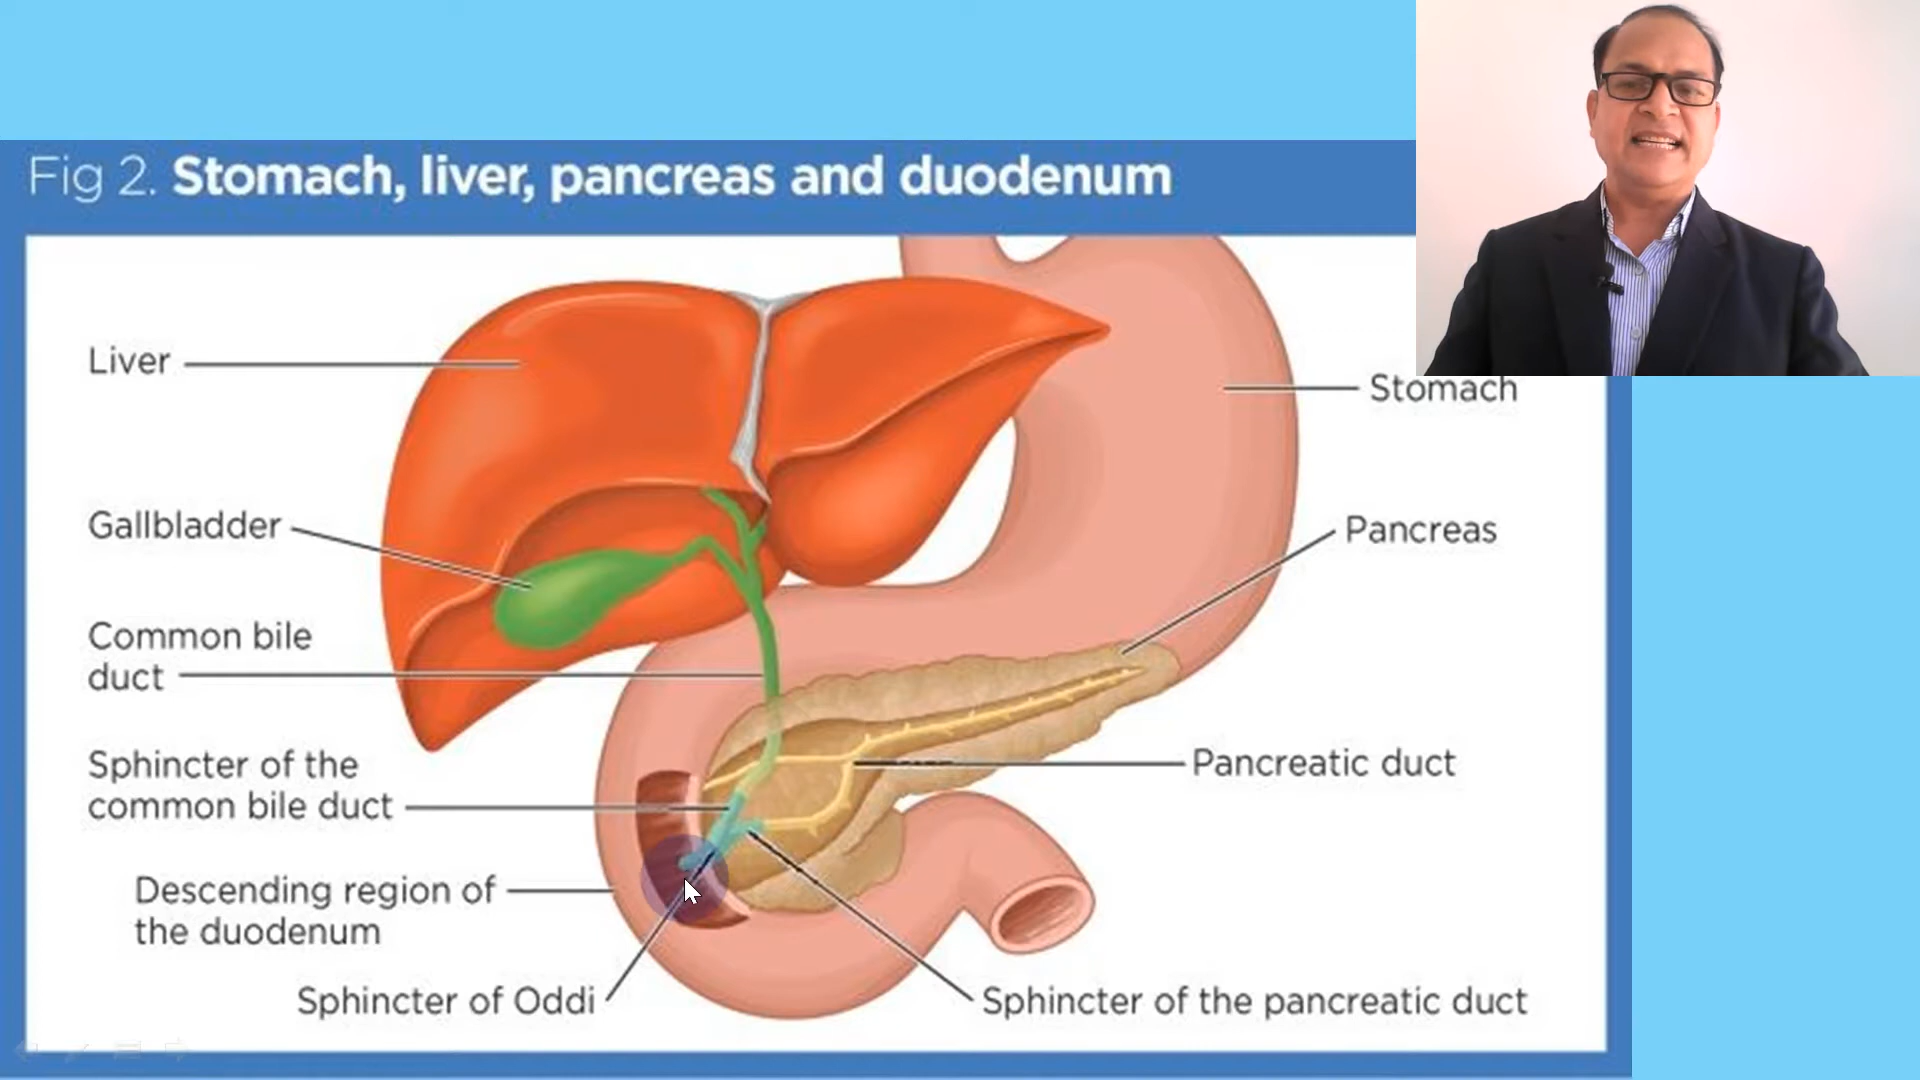 Fig 2. Stomach, liver, pancreas and duodenum
Liver
Stomach
Gallbladder
Pancreas
Common bile
duct
Sphincter of the
common bile duct
Pancreatic duct
Descending region of
the duodenum
Sphincter of Oddi
Sphincter of the pancreatic duct